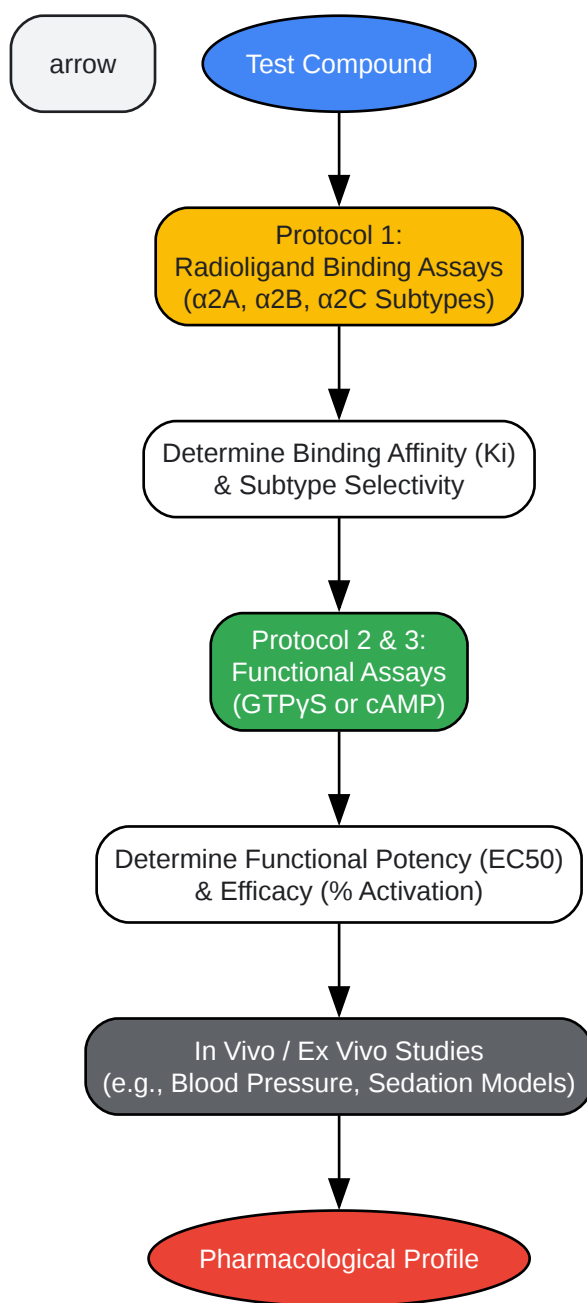 arrow
Test Compound
Protocol 1:
Radioligand Binding Assays
(α2A, α2B, α2C Subtypes)
Determine Binding Affinity (Ki)
& Subtype Selectivity
Protocol 2 & 3:
Functional Assays
(GTPγS or cAMP)
Determine Functional Potency (EC50)
& Efficacy (% Activation)
In Vivo / Ex Vivo Studies
(e.g., Blood Pressure, Sedation Models)
Pharmacological Profile